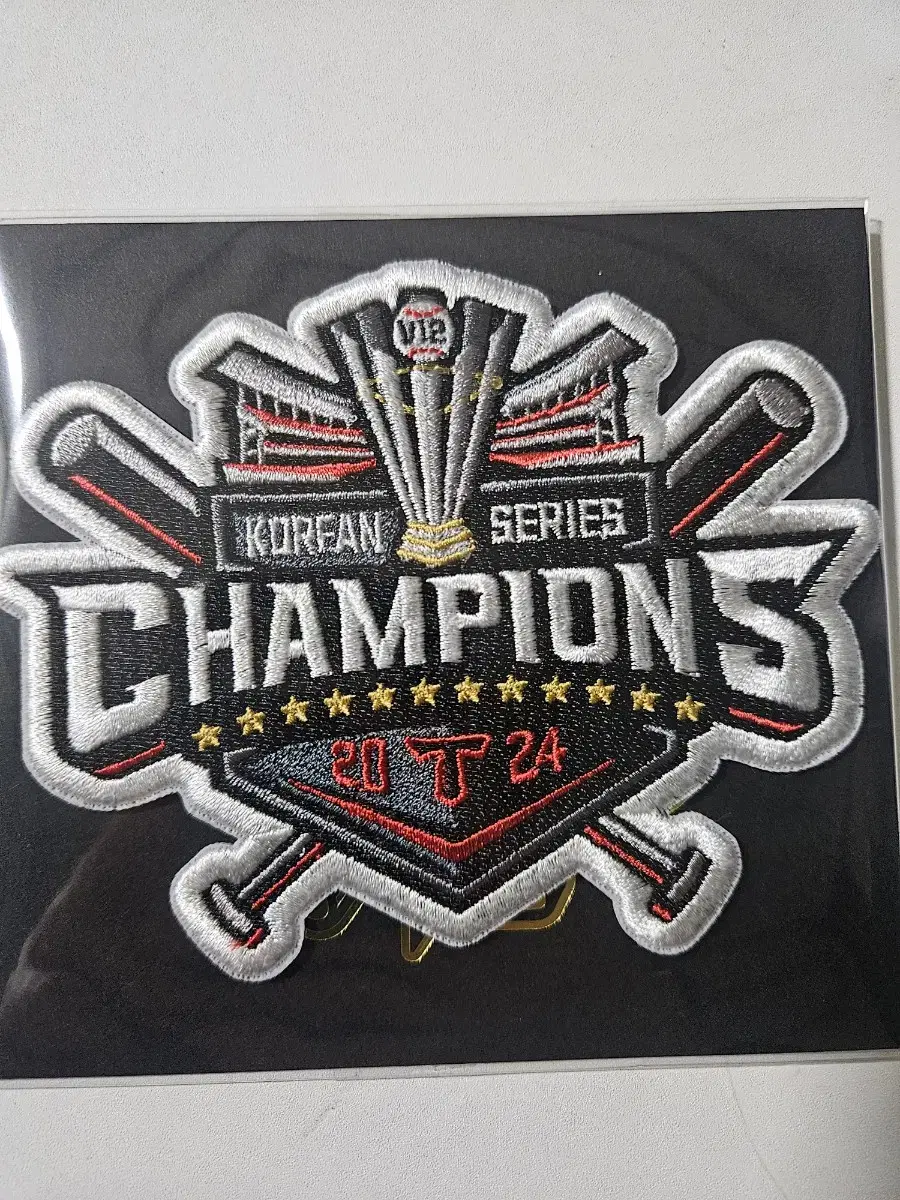 V12
KOREAN SERIES
CHAMPIONS
20 T 24